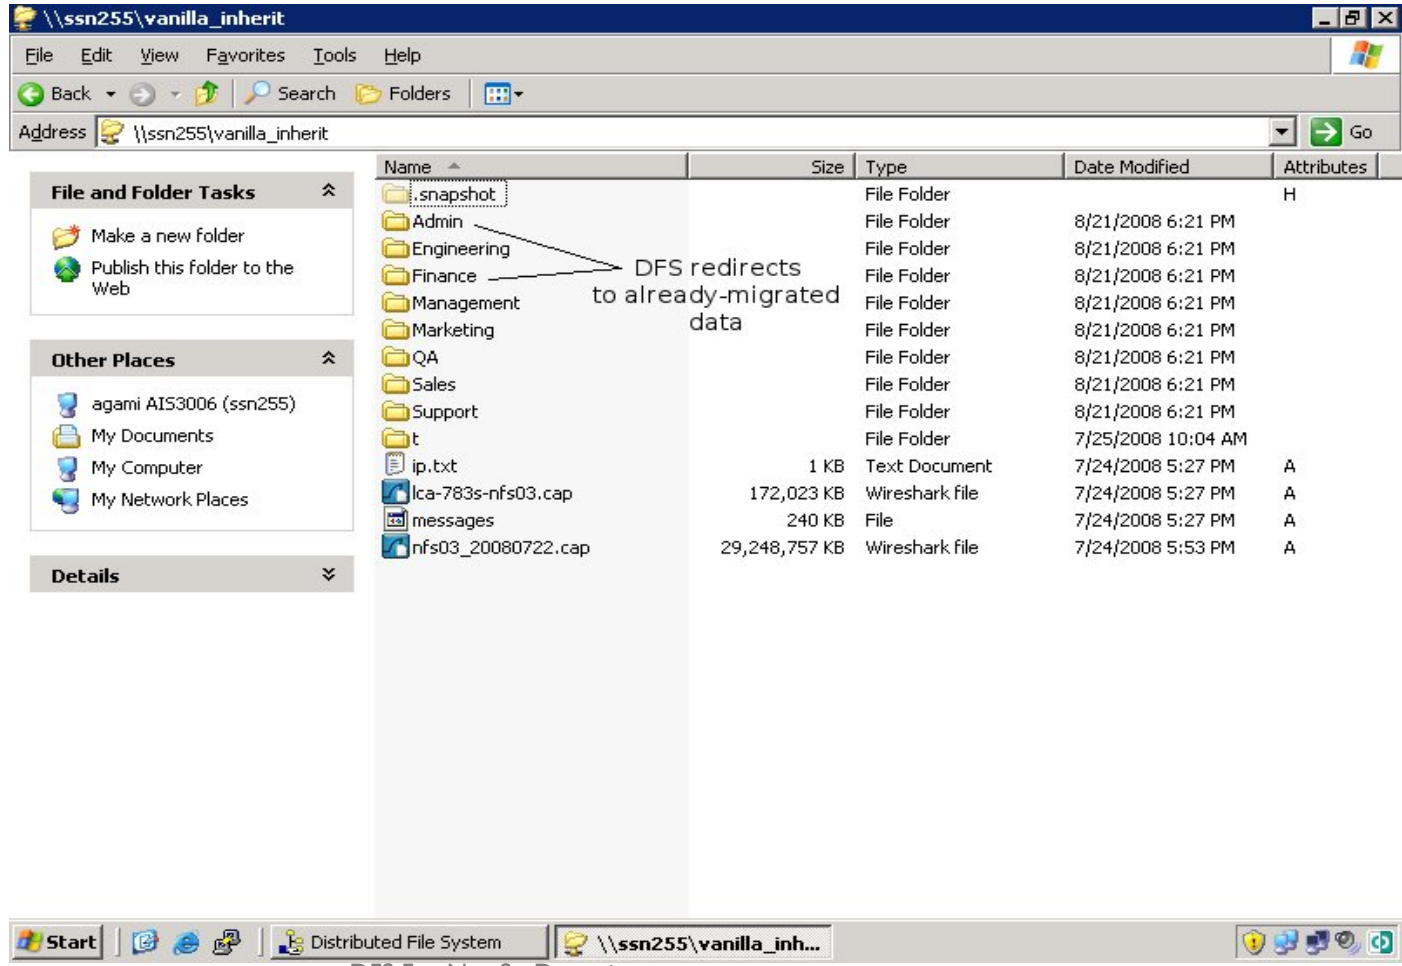 \\ssn255\vanilla_inherit
File Edit View Favorites Tools Help
Back Search Folders
Address \\ssn255\vanilla_inherit Go
File and Folder Tasks
Make a new folder
Publish this folder to the
Web
Other Places
agami AIS3006 (ssn255)
My Documents
My Computer
My Network Places
Details
Name Size Type Date Modified Attributes
.snapshot File Folder H
Admin File Folder 8/21/2008 6:21 PM
Engineering File Folder 8/21/2008 6:21 PM
Finance File Folder 8/21/2008 6:21 PM
Management File Folder 8/21/2008 6:21 PM
Marketing File Folder 8/21/2008 6:21 PM
QA File Folder 8/21/2008 6:21 PM
Sales File Folder 8/21/2008 6:21 PM
Support File Folder 8/21/2008 6:21 PM
t File Folder 7/25/2008 10:04 AM
ip.txt 1 KB Text Document 7/24/2008 5:27 PM A
lca-783s-nfs03.cap 172,023 KB Wireshark file 7/24/2008 5:27 PM A
messages 240 KB File 7/24/2008 5:27 PM A
nfs03_20080722.cap 29,248,757 KB Wireshark file 7/24/2008 5:53 PM A
DFS redirects
to already-migrated
data
Start Distributed File System \\ssn255\vanilla_inh...